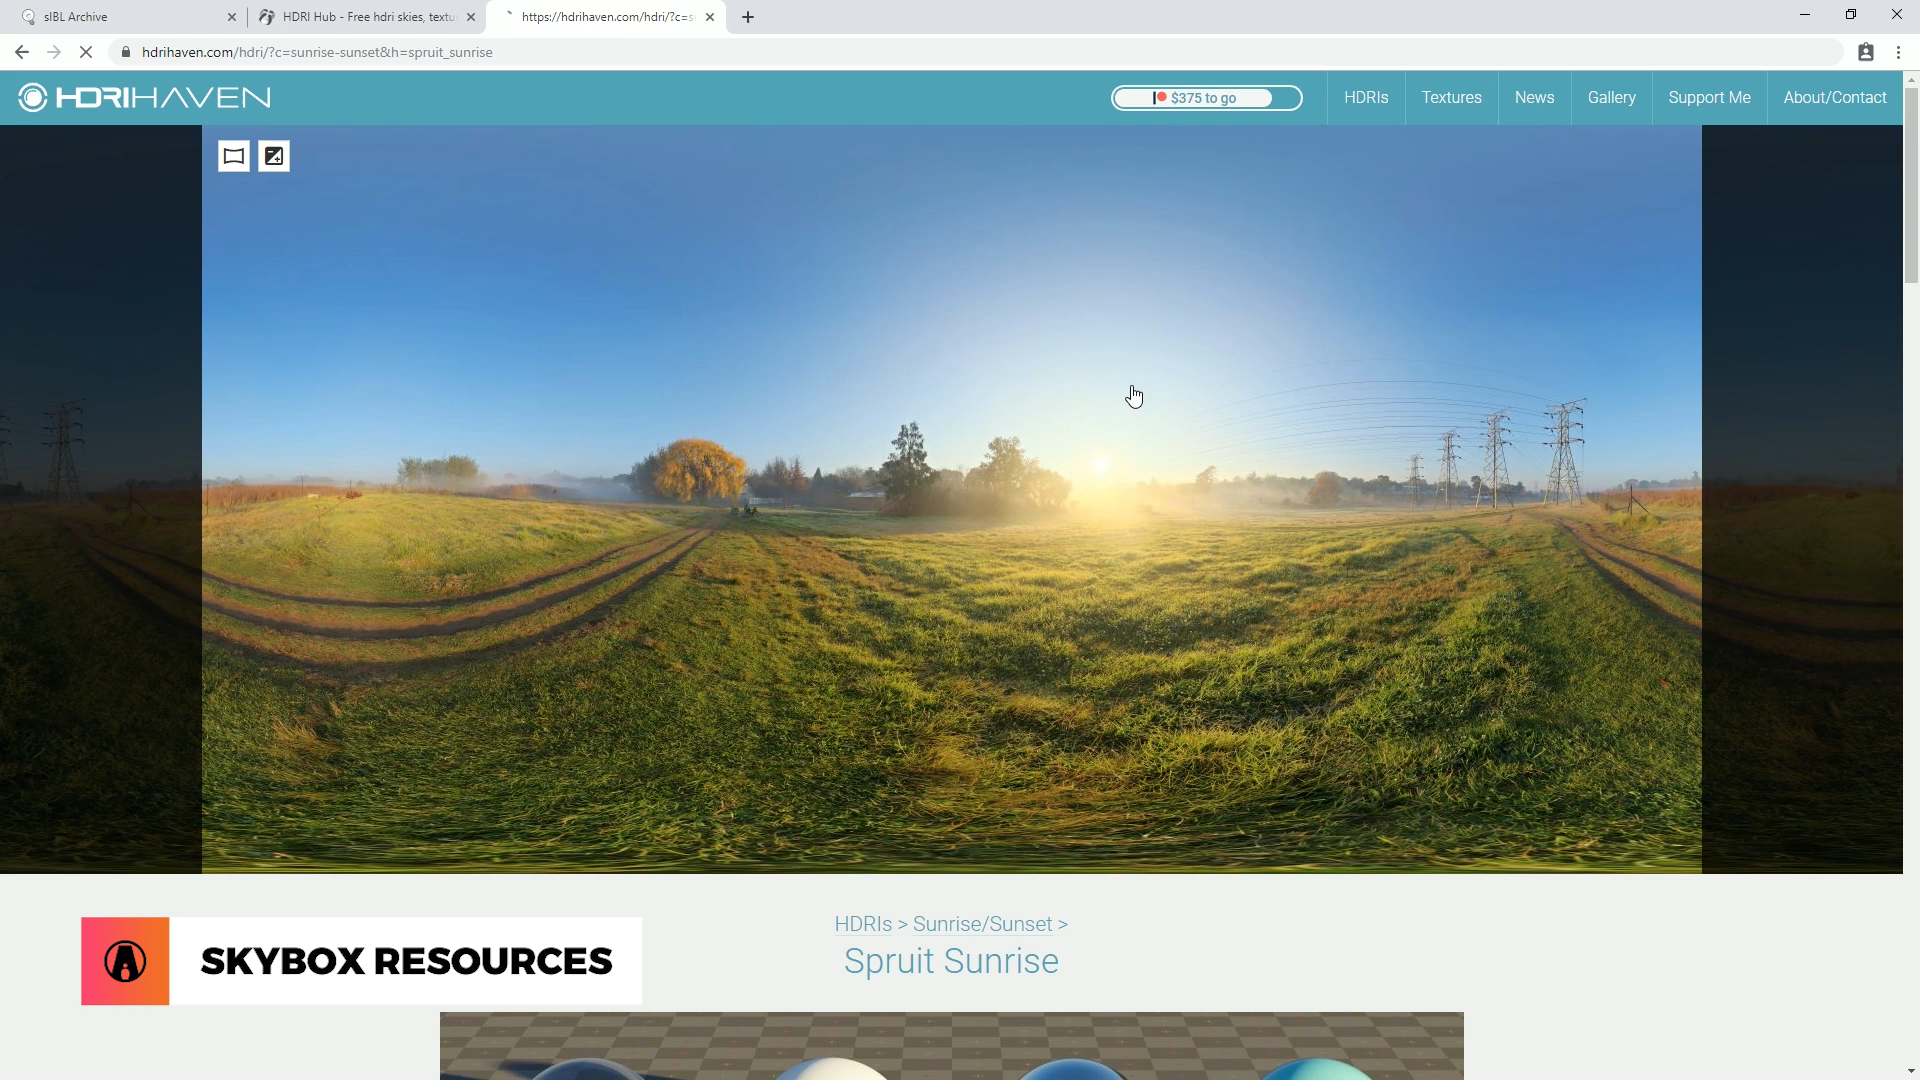 sIBL Archive
HDRI Hub - Free hdri skies, textu
https://hdrihaven.com/hdri/?c=s
hdrihaven.com/hdri/?c=sunrise-sunset&h=spruit_sunrise
HDRIHAVEN
$375 to go
HDRIs
Textures
News
Gallery
Support Me
About/Contact
HDRIs > Sunrise/Sunset >
Spruit Sunrise
SKYBOX RESOURCES